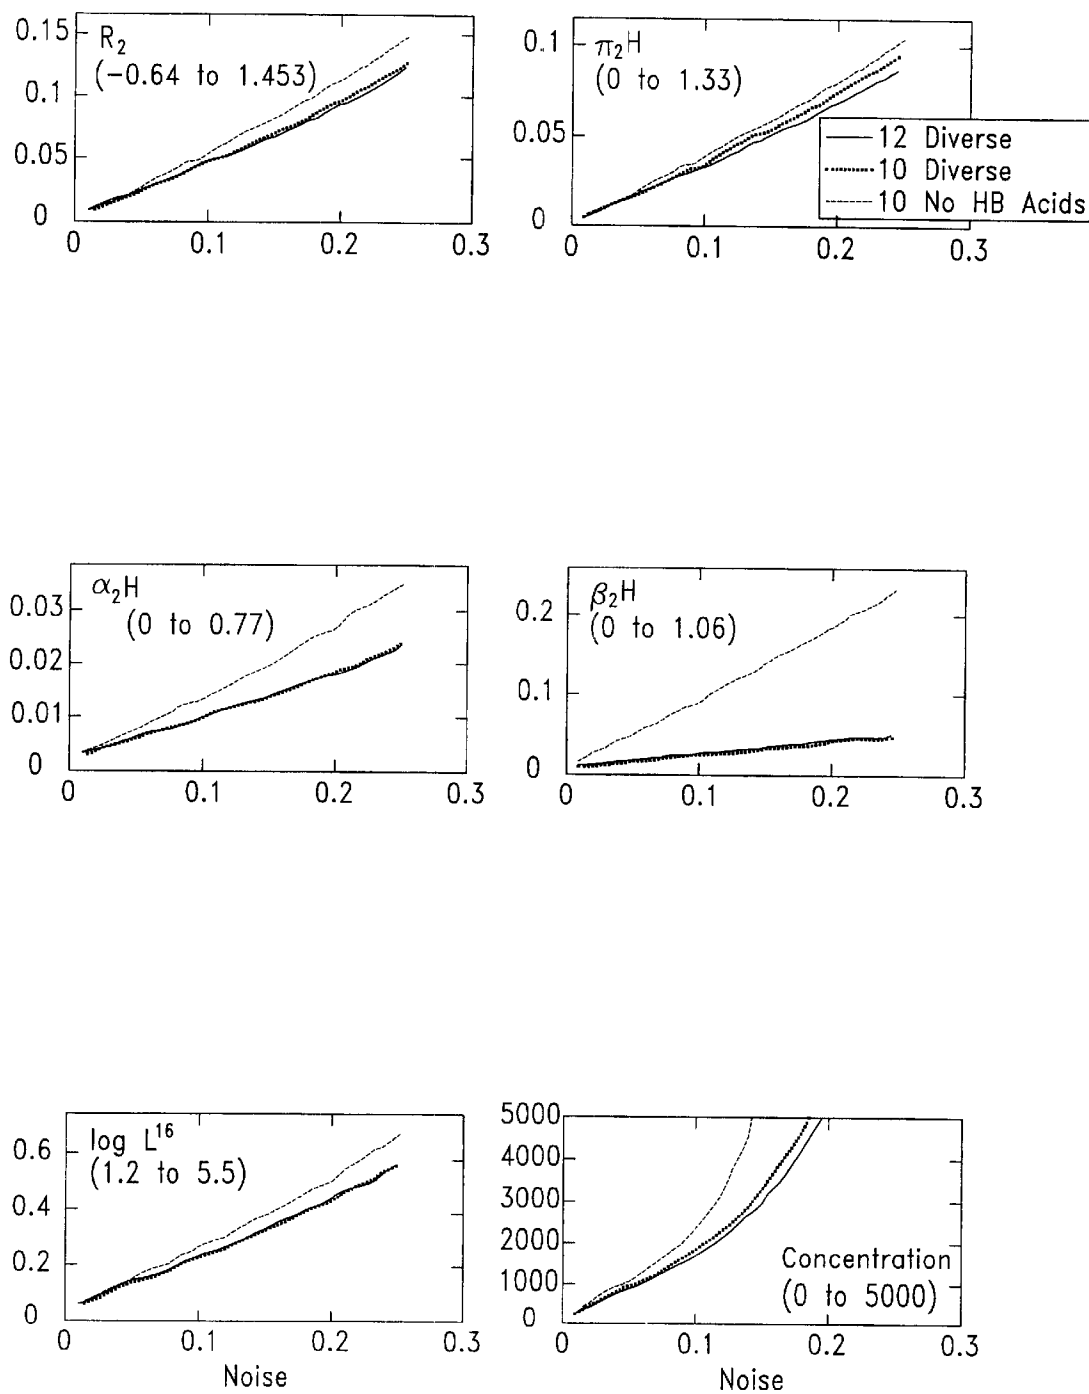 0.15
R₂
(−0.64 to 1.453)
0.1
0.05
0
0
0.1
0.2
0.3
π₂H
(0 to 1.33)
0.1
0.05
0
12 Diverse
10 Diverse
10 No HB Acids
0
0.1
0.2
0.3
α₂H
(0 to 0.77)
0.03
0.02
0.01
0
0
0.1
0.2
0.3
β₂H
(0 to 1.06)
0.2
0.1
0
0
0.1
0.2
0.3
log L¹⁶
(1.2 to 5.5)
0.6
0.4
0.2
0
0
0.1
0.2
0.3
Noise
5000
4000
3000
2000
1000
0
Concentration
(0 to 5000)
0
0.1
0.2
0.3
Noise